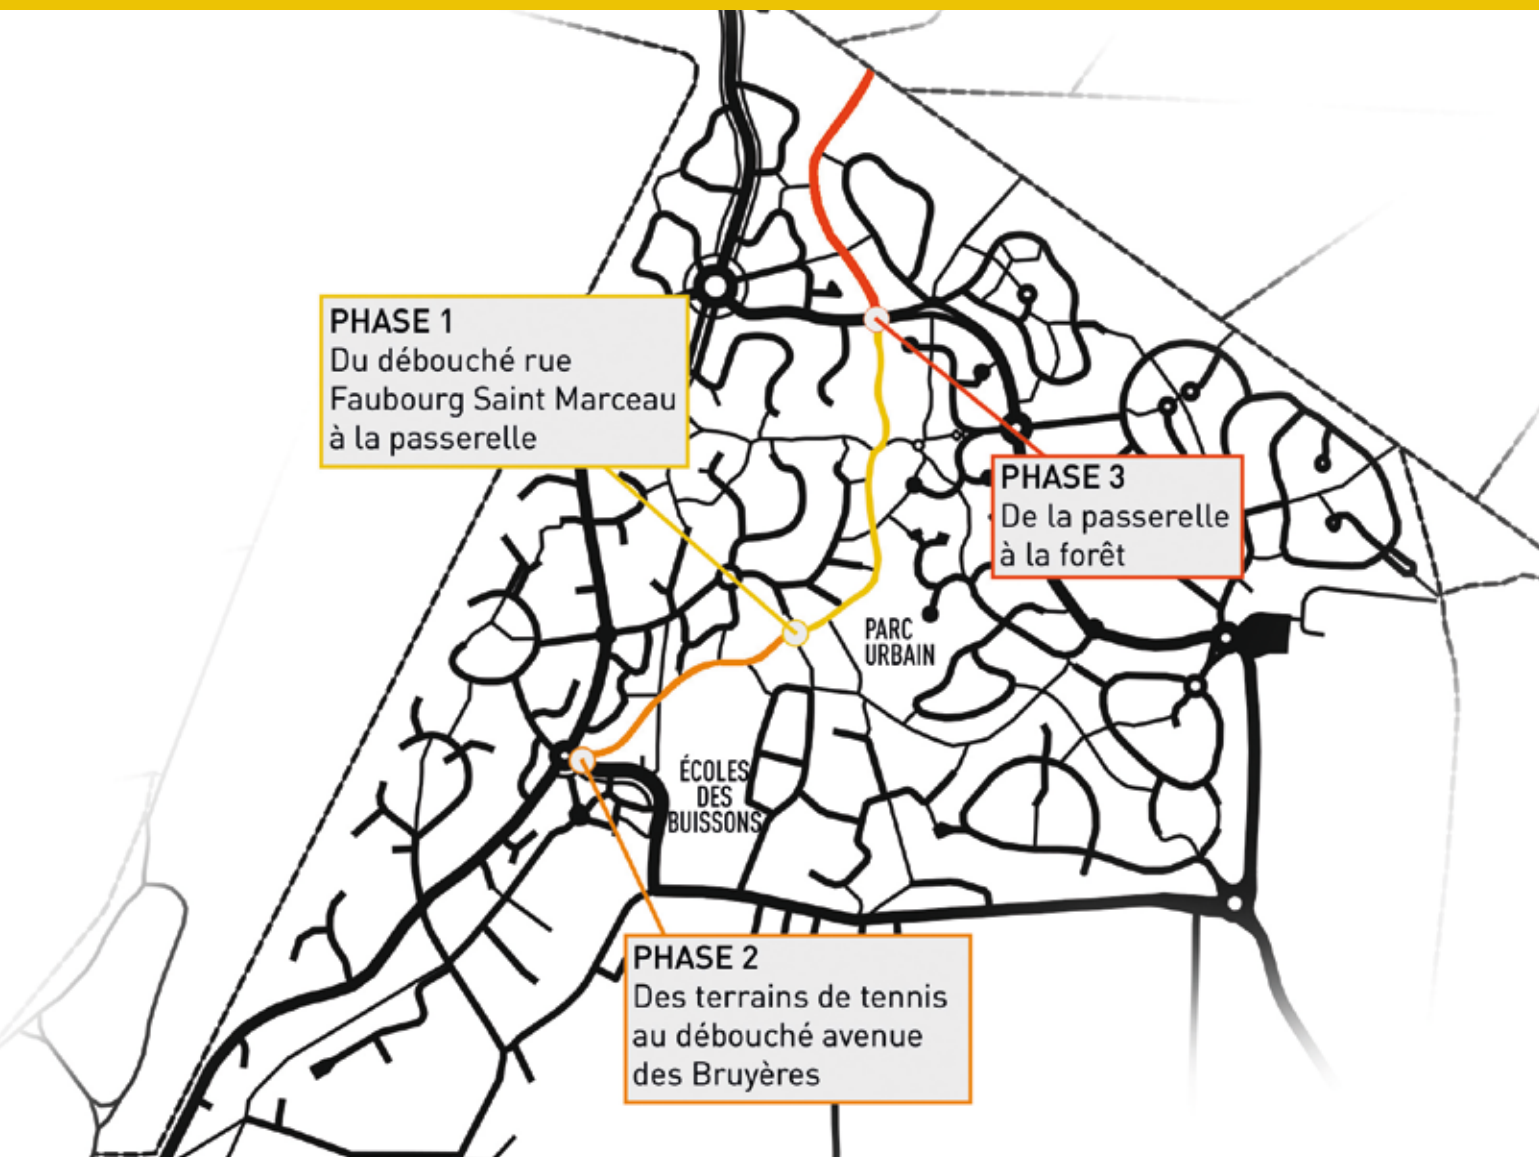 PHASE 1
Du débouché rue
Faubourg Saint Marceau
à la passerelle
PHASE 3
De la passerelle
à la forêt
PARC
URBAIN
ÉCOLES
DES
BUISSONS
PHASE 2
Des terrains de tennis
au débouché avenue
des Bruyères